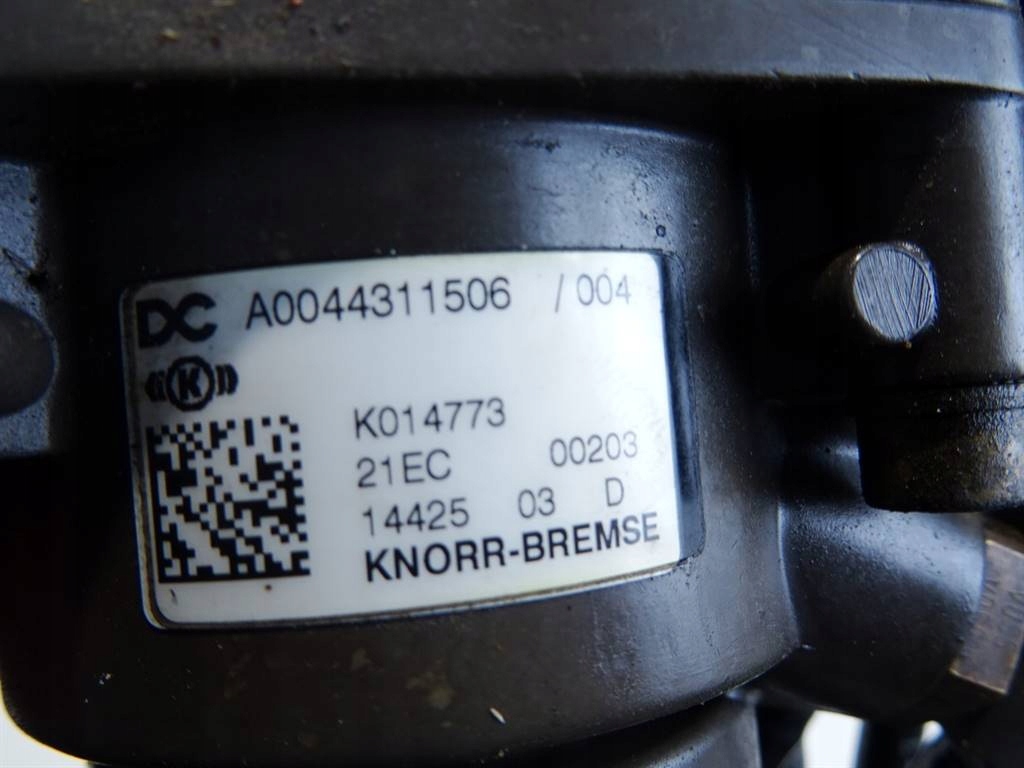 DC A0044311506 /004
K
K014773
21EC 00203
14425 03 D
KNORR-BREMSE